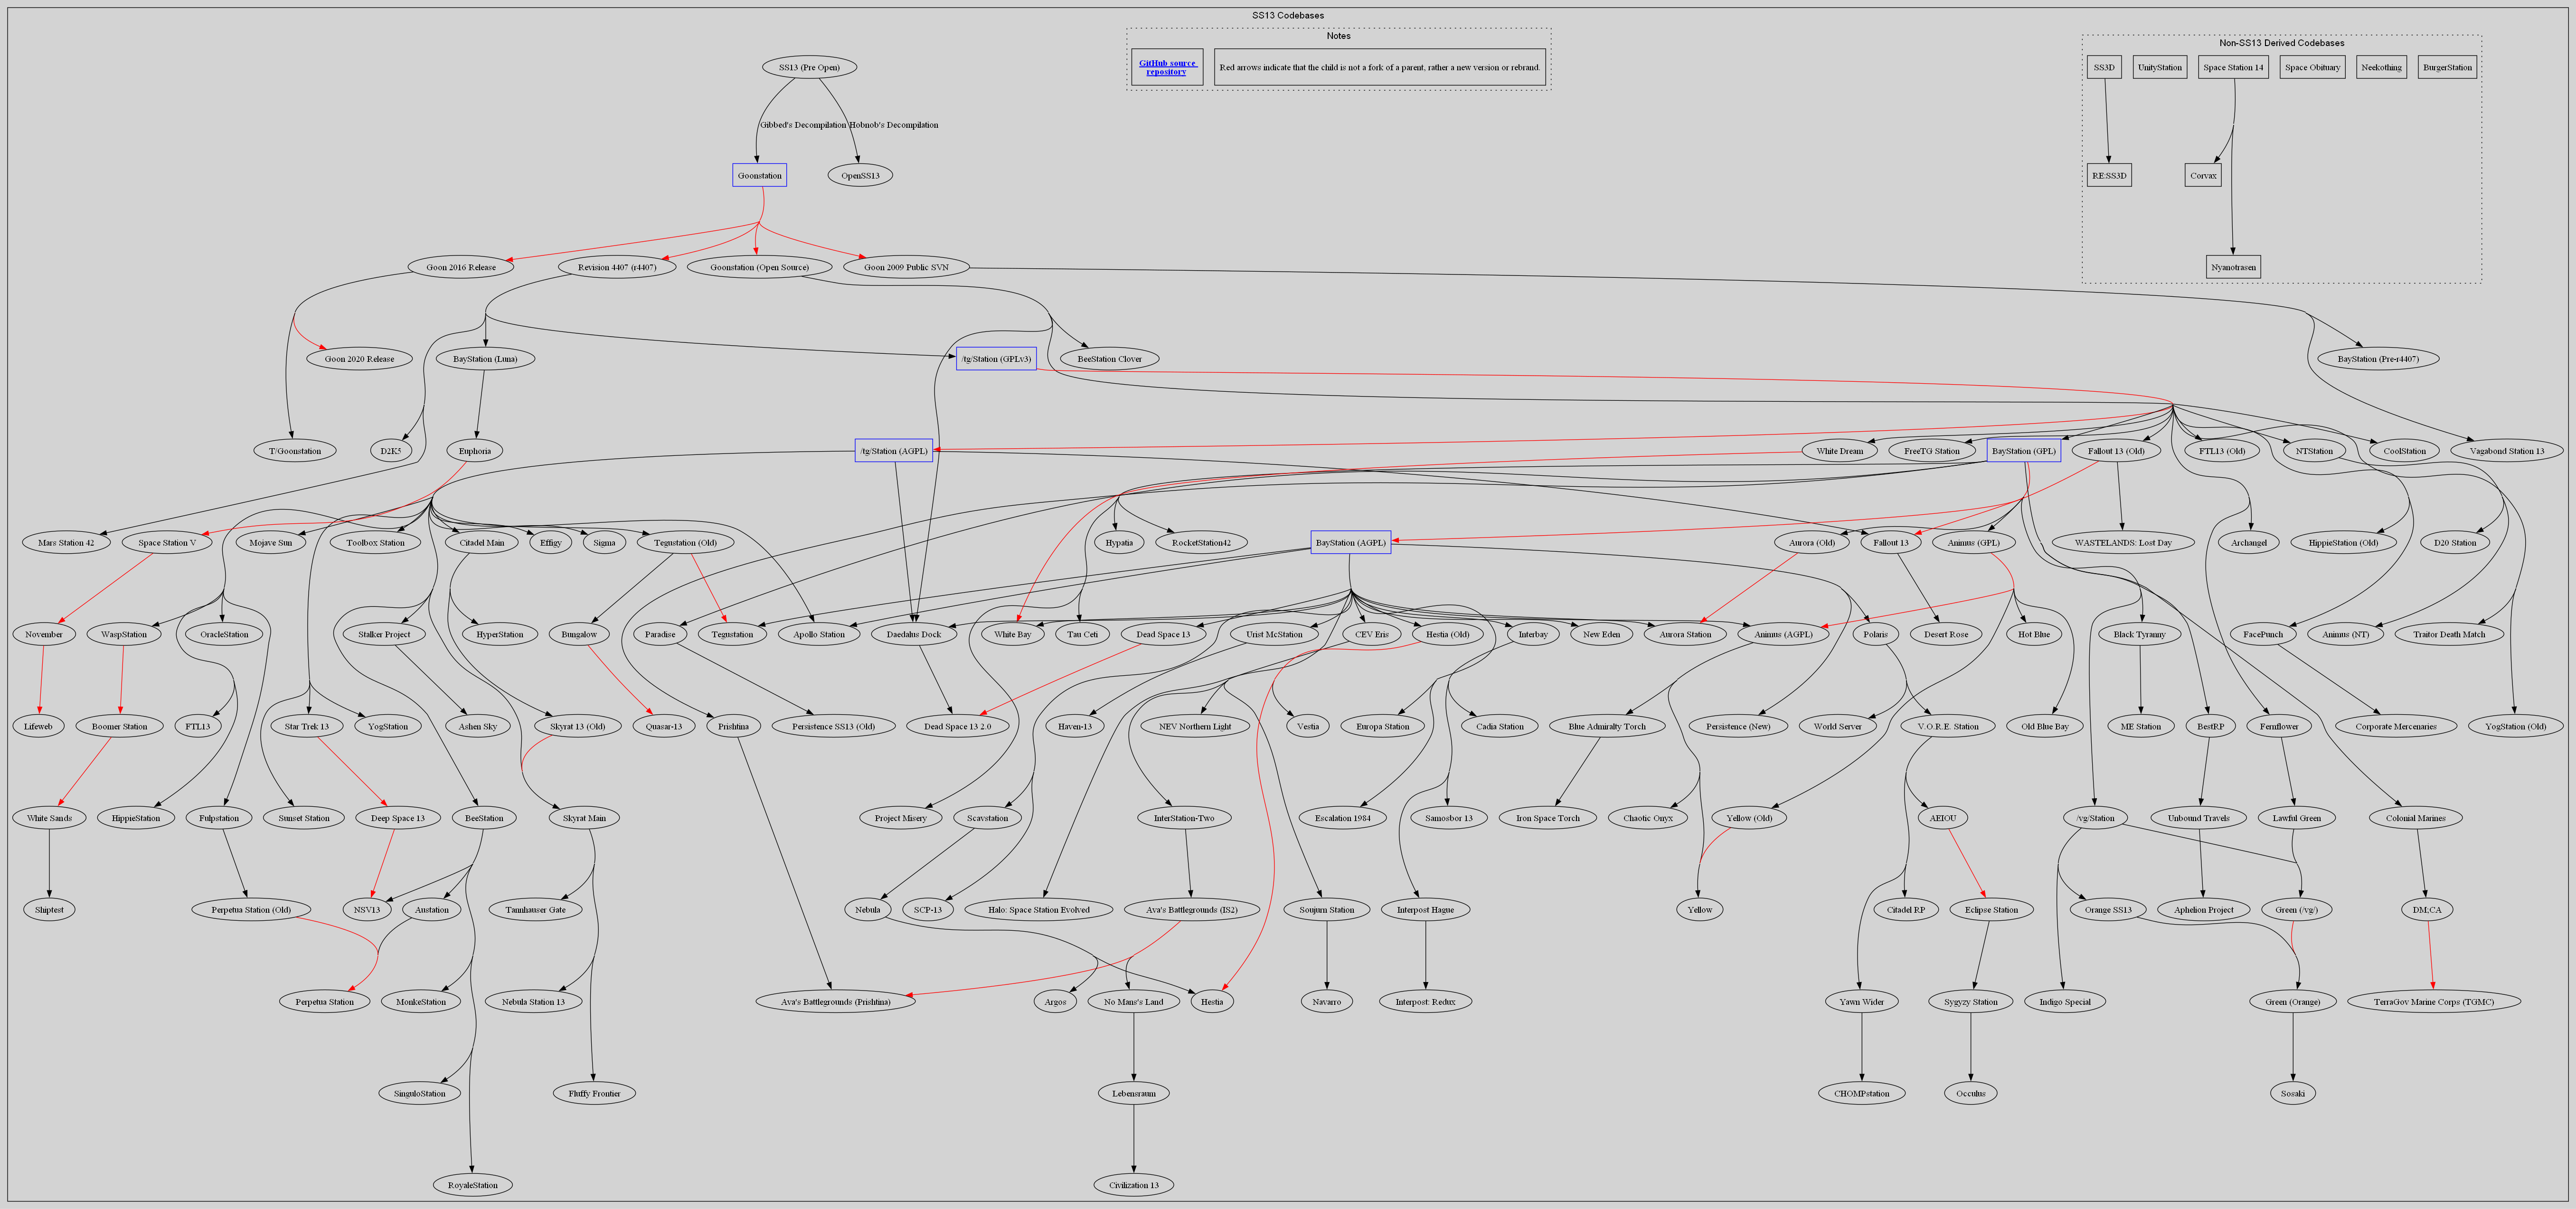 SS13 Codebases
Notes
GitHub source
repository
Red arrows indicate that the child is not a fork of a parent, rather a new version or rebrand.
Non-SS13 Derived Codebases
SS3D
UnityStation
Space Station 14
Space Obituary
Neekothing
BurgerStation
SS13 (Pre Open)
Gibbed's Decompilation
Hobnob's Decompilation
Goonstation
OpenSS13
RE:SS3D
Corvax
Goon 2016 Release
Revision 4407 (r4407)
Goonstation (Open Source)
Goon 2009 Public SVN
Nyanotrasen
Goon 2020 Release
BayStation (Luna)
/tg/Station (GPLv3)
BeeStation Clover
BayStation (Pre-r4407)
T/Goonstation
D2K5
Euphoria
/tg/Station (AGPL)
White Dream
FreeTG Station
BayStation (GPL)
Fallout 13 (Old)
FTL13 (Old)
NTStation
CoolStation
Vagabond Station 13
Mars Station 42
Space Station V
Mojave Sun
Toolbox Station
Citadel Main
Effigy
Sigma
Tegustation (Old)
Hypatia
RocketStation42
BayStation (AGPL)
Aurora (Old)
Fallout 13
Animus (GPL)
WASTELANDS: Lost Day
Archangel
HippieStation (Old)
D20 Station
November
WaspStation
OracleStation
Stalker Project
HyperStation
Bungalow
Paradise
Tegustation
Apollo Station
Daedalus Dock
White Bay
Tau Ceti
Dead Space 13
Urist McStation
CEV Eris
Hestia (Old)
Interbay
New Eden
Aurora Station
Animus (AGPL)
Polaris
Desert Rose
Hot Blue
Black Tyranny
FacePunch
Animus (NT)
Traitor Death Match
Lifeweb
Boomer Station
FTL13
Star Trek 13
YogStation
Ashen Sky
Skyrat 13 (Old)
Quasar-13
Prishtina
Persistence SS13 (Old)
Dead Space 13 2.0
Haven-13
NEV Northern Light
Vestia
Europa Station
Cadia Station
Blue Admiralty Torch
Persistence (New)
World Server
V.O.R.E. Station
Old Blue Bay
ME Station
BestRP
Fernflower
Corporate Mercenaries
YogStation (Old)
White Sands
HippieStation
Fulpstation
Sunset Station
Deep Space 13
BeeStation
Skyrat Main
Project Misery
Scavstation
InterStation-Two
Escalation 1984
Samosbor 13
Iron Space Torch
Chaotic Onyx
Yellow (Old)
AEIOU
/vg/Station
Unbound Travels
Lawful Green
Colonial Marines
Shiptest
Perpetua Station (Old)
NSV13
Austation
Tannhauser Gate
Nebula
SCP-13
Halo: Space Station Evolved
Ava's Battlegrounds (IS2)
Soujurn Station
Interpost Hague
Yellow
Citadel RP
Eclipse Station
Orange SS13
Aphelion Project
Green (/vg/)
DM;CA
Perpetua Station
MonkeStation
Nebula Station 13
Ava's Battlegrounds (Prishtina)
Argos
No Mans's Land
Hestia
Navarro
Interpost: Redux
Yawn Wider
Sygyzy Station
Indigo Special
Green (Orange)
TerraGov Marine Corps (TGMC)
SinguloStation
Fluffy Frontier
Lebensraum
CHOMPstation
Occulus
Sosaki
RoyaleStation
Civilization 13